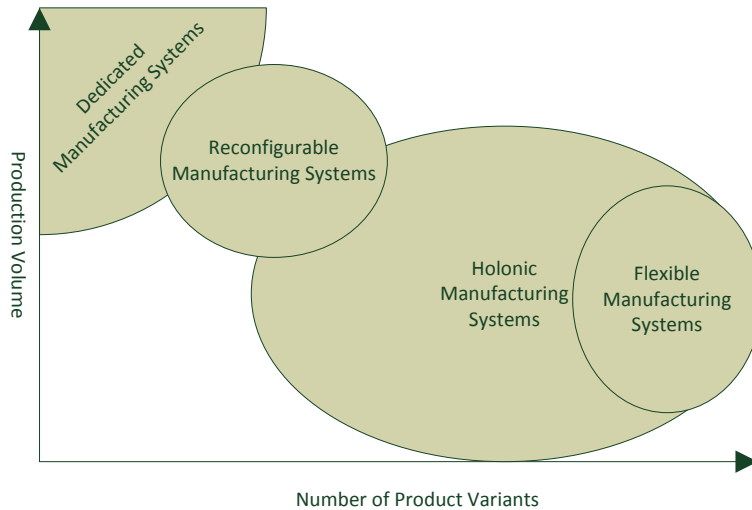 Dedicated
Manufacturing Systems
Reconfigurable
Manufacturing Systems
Holonic
Manufacturing
Systems
Flexible
Manufacturing
Systems
Production Volume
Number of Product Variants